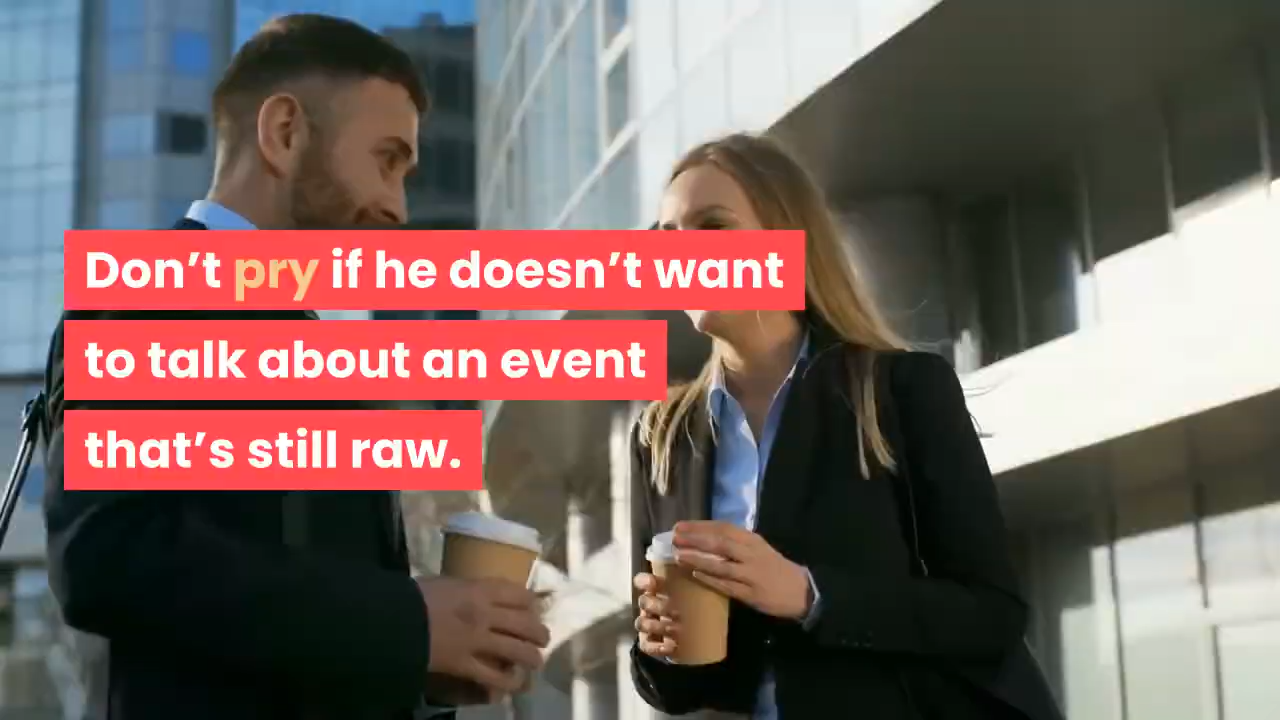 Don’t pry if he doesn’t want
to talk about an event
that’s still raw.